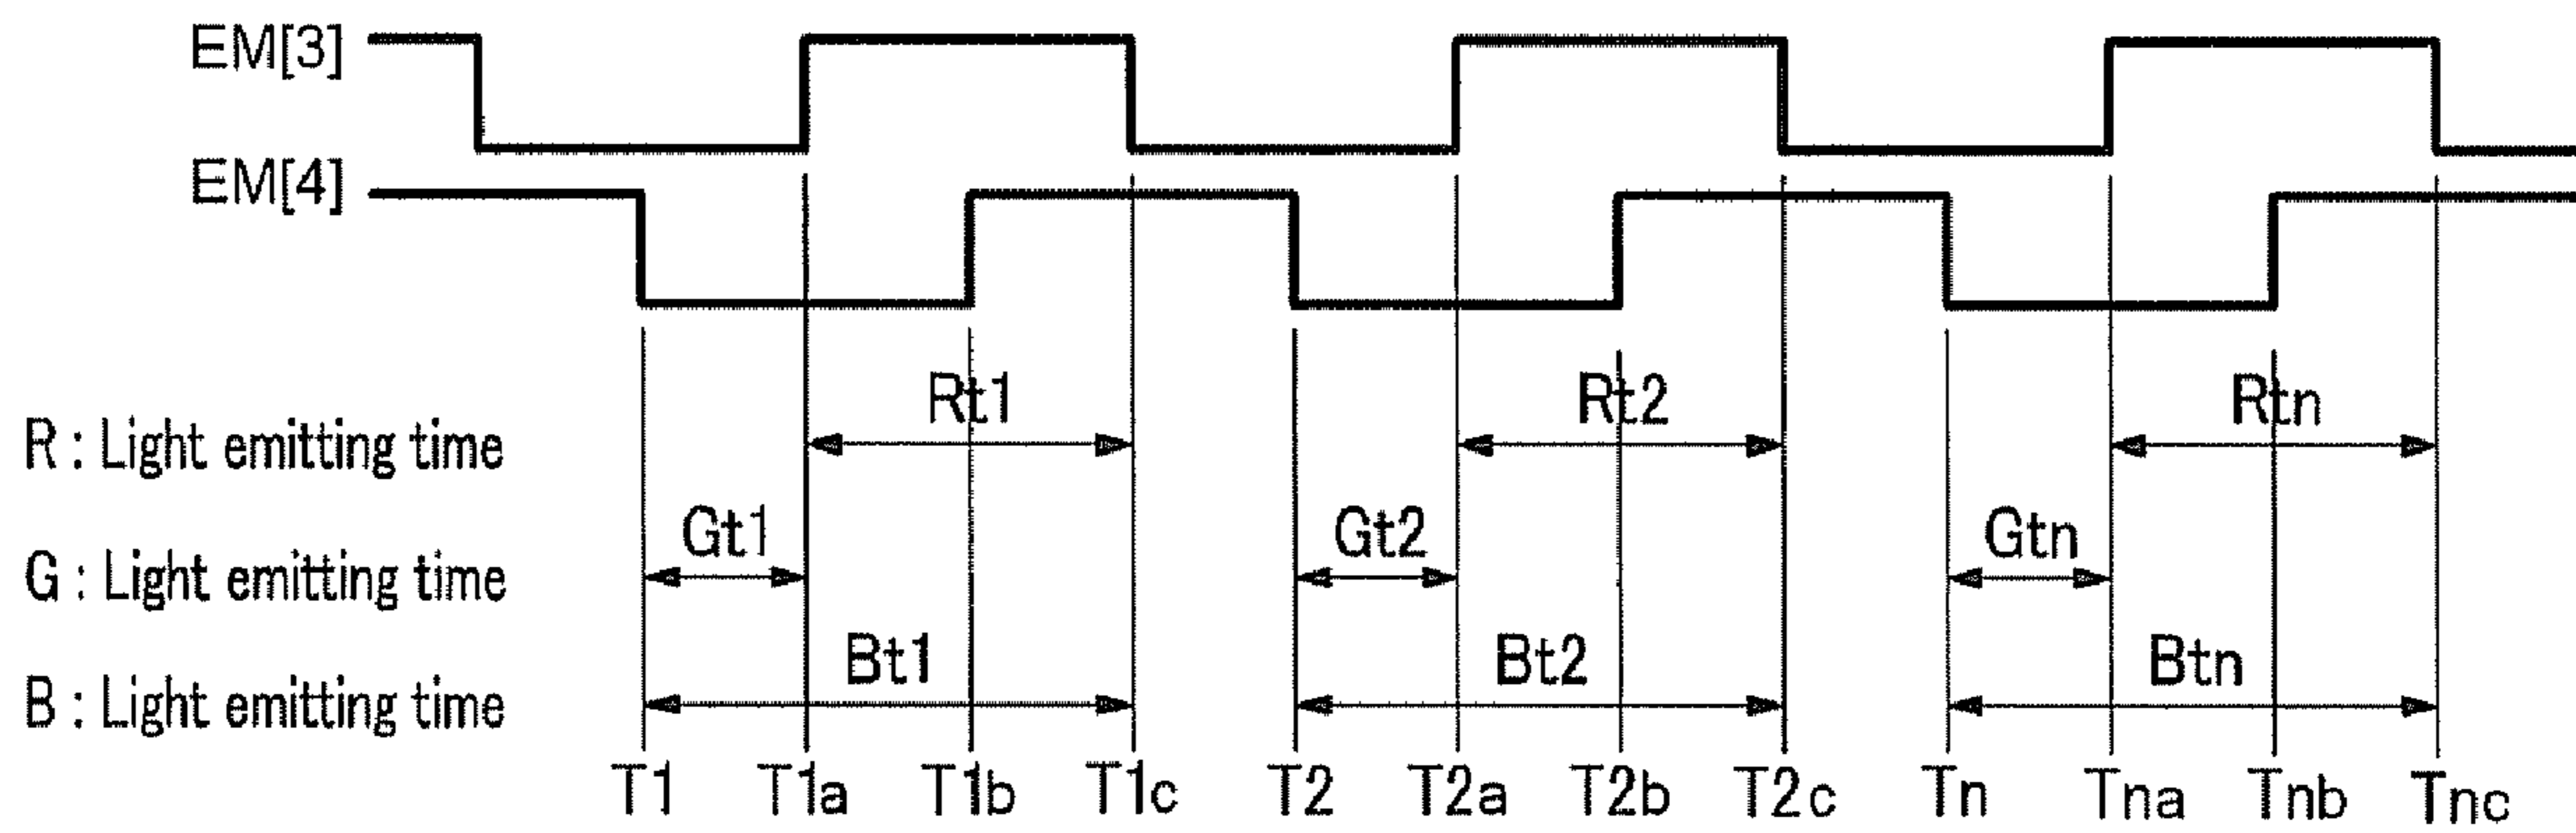 EM[3]
EM[4]
R : Light emitting time
Rt1 Rt2 Rtn
G : Light emitting time
Gt1 Gt2 Gtn
B : Light emitting time
Bt1 Bt2 Btn
T1 T1a T1b T1c T2 T2a T2b T2c Tn Tna Tnb Tnc